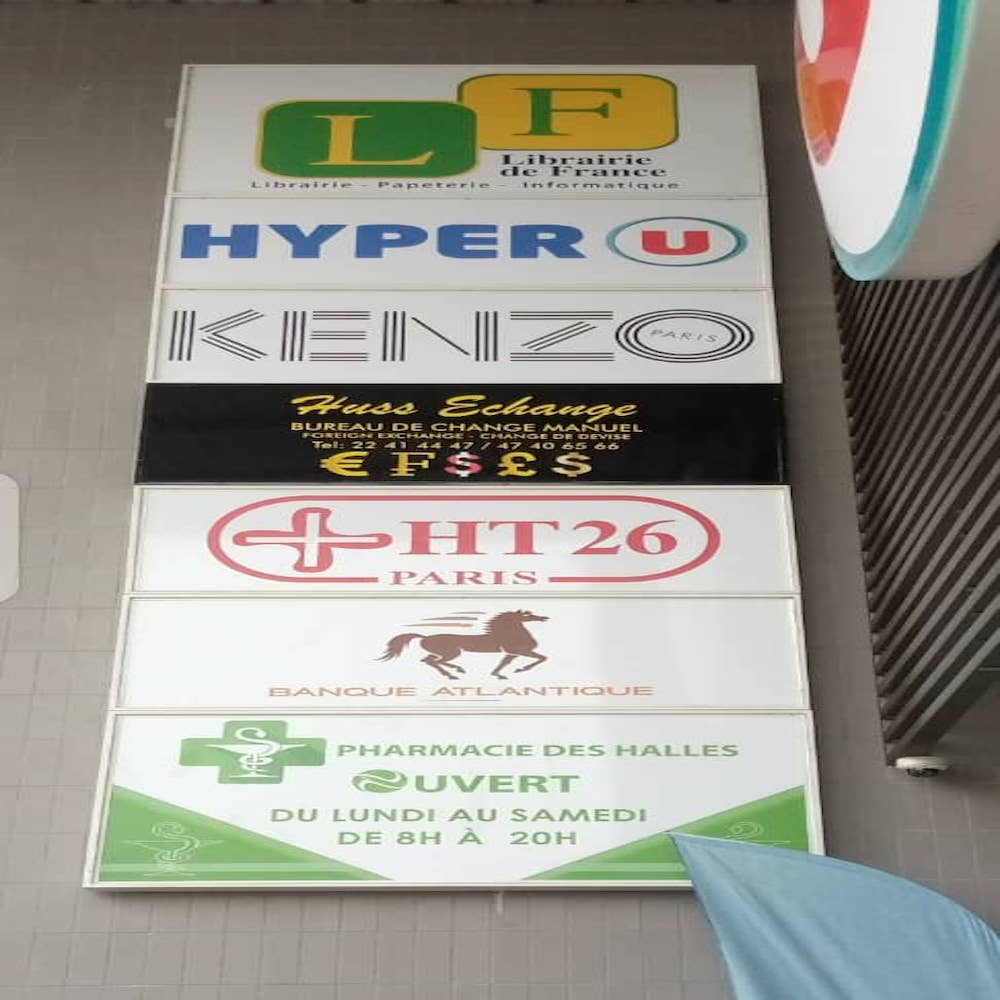 L F
Librairie
de France
Librairie - Papeterie - Informatique
HYPER U
KENZO PARIS
Huss Echange
BUREAU DE CHANGE MANUEL
FOREIGN EXCHANGE - CHANGE DE DEVISE
Tel: 22 41 44 47 / 47 40 65 66
€ ₣ $ £ $
HT26
PARIS
BANQUE ATLANTIQUE
PHARMACIE DES HALLES
OUVERT
DU LUNDI AU SAMEDI
DE 8H À 20H